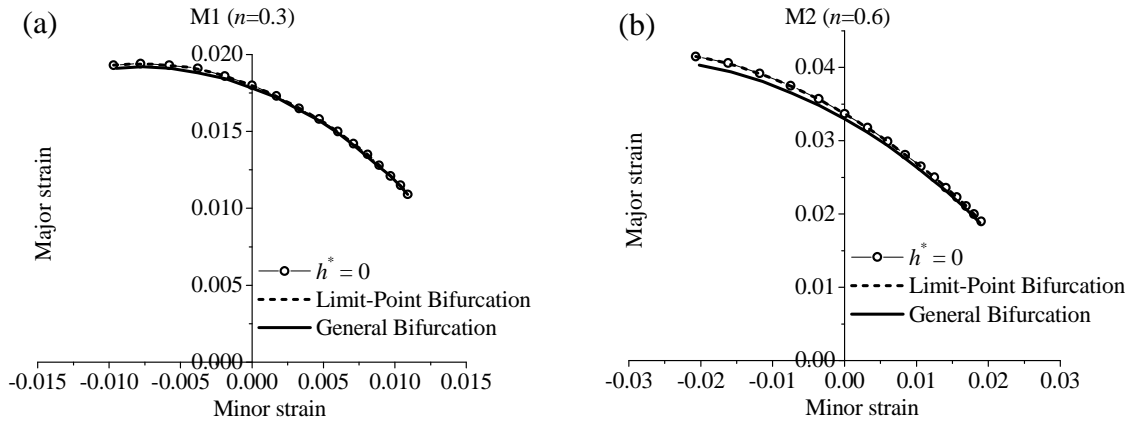 (a)
M1 (n=0.3)
0.020
0.015
0.010
0.005
0.000
Major strain
h* = 0
Limit-Point Bifurcation
General Bifurcation
-0.015 -0.010 -0.005 0.000 0.005 0.010 0.015
Minor strain
(b)
M2 (n=0.6)
0.04
0.03
0.02
0.01
0.00
Major strain
h* = 0
Limit-Point Bifurcation
General Bifurcation
-0.03 -0.02 -0.01 0.00 0.01 0.02 0.03
Minor strain